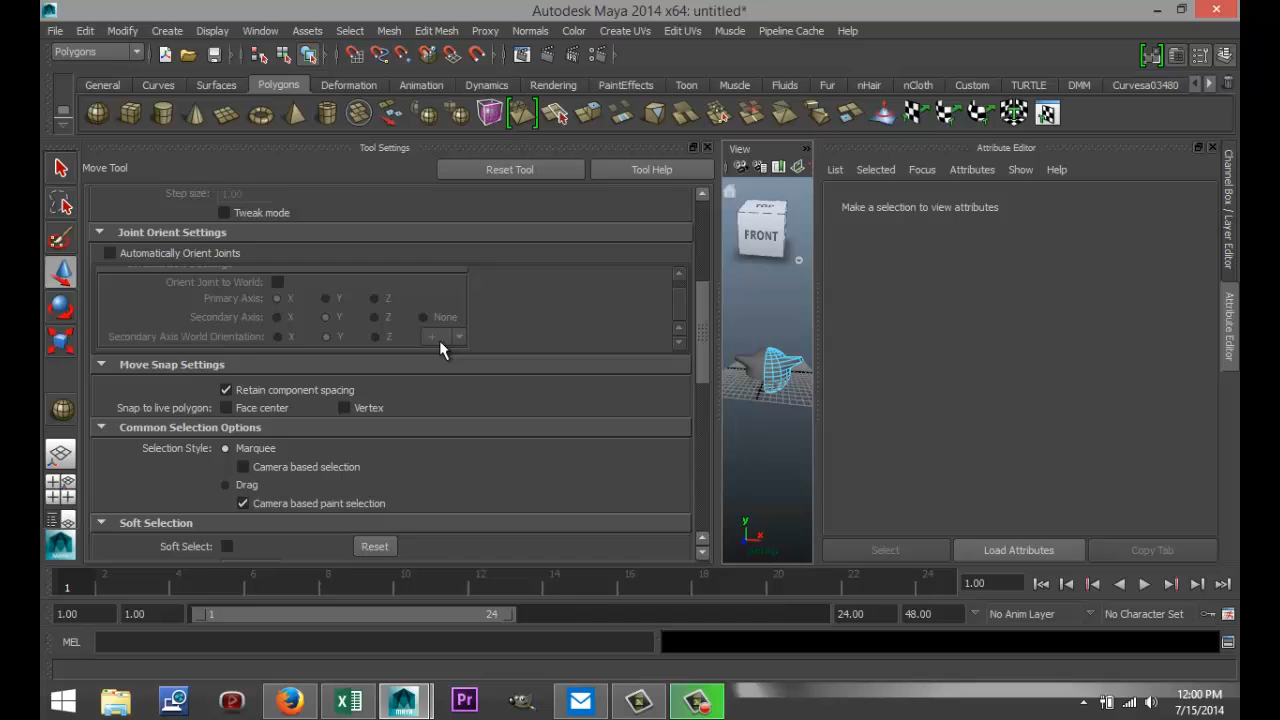 Autodesk Maya 2014 x64: untitled*
File Edit Modify Create Display Window Assets Select Mesh Edit Mesh Proxy Normals Color Create UVs Edit UVs Muscle Pipeline Cache Help
Polygons
General Curves Surfaces Polygons Deformation Animation Dynamics Rendering PaintEffects Toon Muscle Fluids Fur nHair nCloth Custom TURTLE DMM Curvesa03480
Tool Settings
Move Tool Reset Tool Tool Help
Step size: 1.00
Tweak mode
Joint Orient Settings
Automatically Orient Joints
Orient Joint to World:
Primary Axis: X Y Z
Secondary Axis: X Y Z None
Secondary Axis World Orientation: X Y Z +
Move Snap Settings
Retain component spacing
Snap to live polygon: Face center Vertex
Common Selection Options
Selection Style: Marquee
Camera based selection
Drag
Camera based paint selection
Soft Selection
Soft Select: Reset
View
TOP
FRONT
y
x
persp
Attribute Editor
List Selected Focus Attributes Show Help
Make a selection to view attributes
Select Load Attributes Copy Tab
Channel Box / Layer Editor
Attribute Editor
1 2 4 6 8 10 12 14 16 18 20 22 24 1.00
1.00 1.00 1 24 24.00 48.00 No Anim Layer No Character Set
MEL
MAYA Pr
12:00 PM
7/15/2014